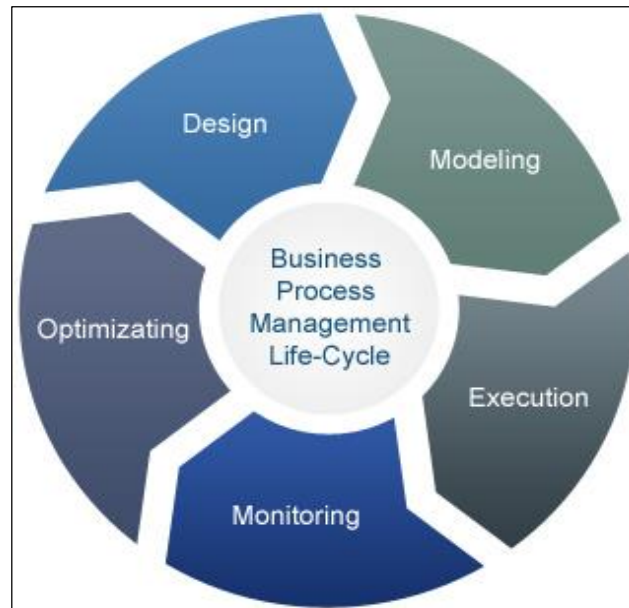 Design
Modeling
Business
Process
Management
Life-Cycle
Optimizating
Execution
Monitoring